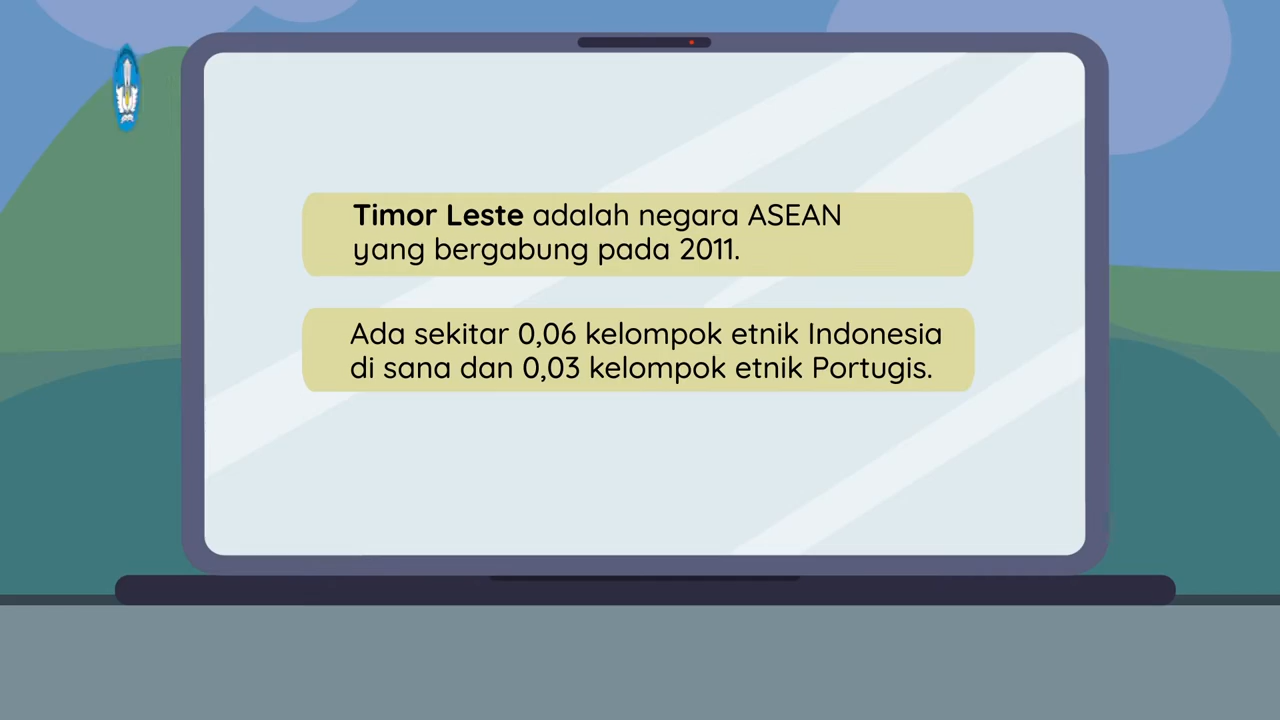 Timor Leste adalah negara ASEAN
yang bergabung pada 2011.
Ada sekitar 0,06 kelompok etnik Indonesia
di sana dan 0,03 kelompok etnik Portugis.